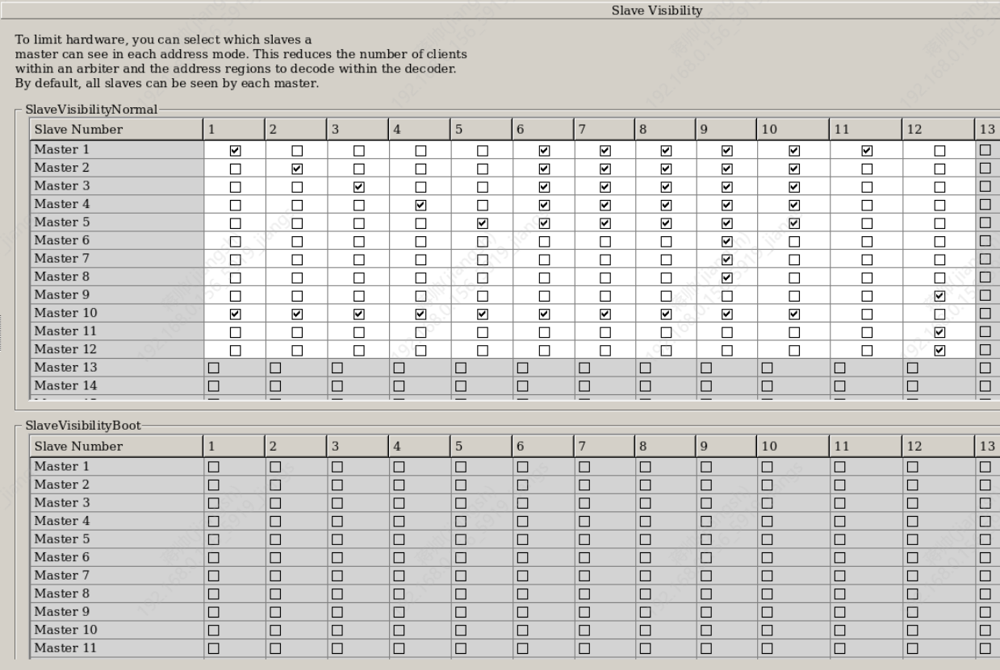 Slave Visibility
To limit hardware, you can select which slaves a
master can see in each address mode. This reduces the number of clients
within an arbiter and the address regions to decode within the decoder.
By default, all slaves can be seen by each master.
SlaveVisibilityNormal
Slave Number 1 2 3 4 5 6 7 8 9 10 11 12 13
Master 1
Master 2
Master 3
Master 4
Master 5
Master 6
Master 7
Master 8
Master 9
Master 10
Master 11
Master 12
Master 13
Master 14
SlaveVisibilityBoot
Slave Number 1 2 3 4 5 6 7 8 9 10 11 12 13
Master 1
Master 2
Master 3
Master 4
Master 5
Master 6
Master 7
Master 8
Master 9
Master 10
Master 11